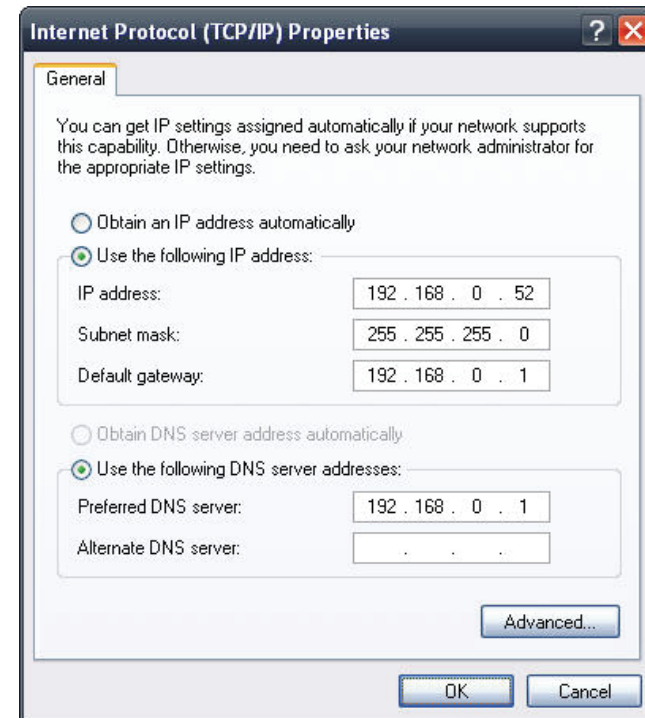 Internet Protocol (TCP/IP) Properties
General
You can get IP settings assigned automatically if your network supports
this capability. Otherwise, you need to ask your network administrator for
the appropriate IP settings.
Obtain an IP address automatically
Use the following IP address:
IP address: 192 . 168 . 0 . 52
Subnet mask: 255 . 255 . 255 . 0
Default gateway: 192 . 168 . 0 . 1
Obtain DNS server address automatically
Use the following DNS server addresses:
Preferred DNS server: 192 . 168 . 0 . 1
Alternate DNS server: . . .
Advanced...
OK Cancel